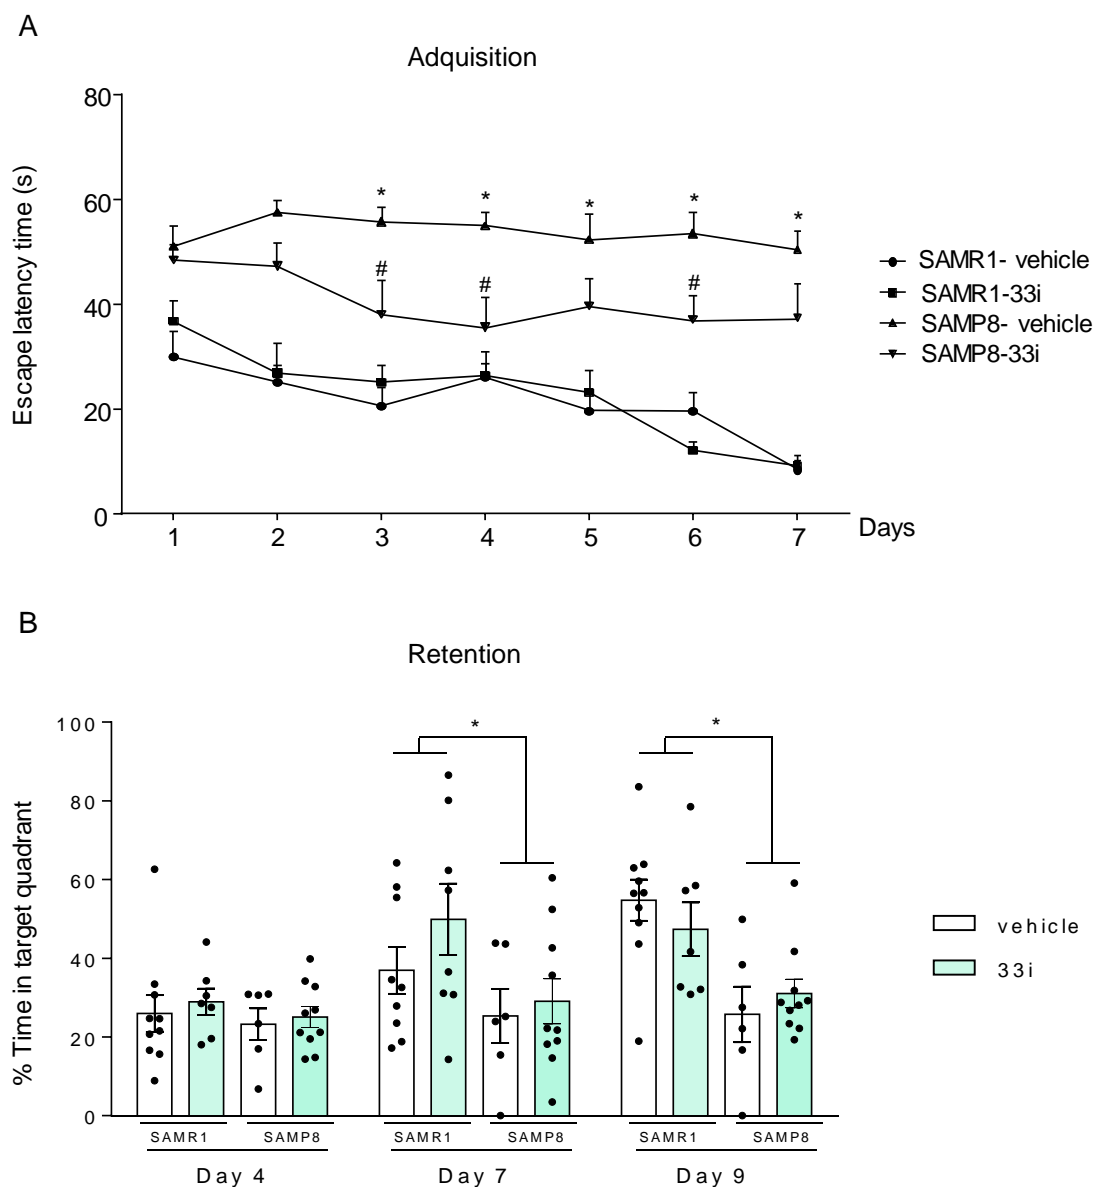 A
Adquisition
Escape latency time (s)
80
60
40
20
0
* * * * *
# # #
1 2 3 4 5 6 7
Days
SAMR1- vehicle
SAMR1-33i
SAMP8- vehicle
SAMP8-33i
B
Retention
% Time in target quadrant
100
80
60
40
20
0
* *
SAMR1 SAMP8 SAMR1 SAMP8 SAMR1 SAMP8
Day 4 Day 7 Day 9
vehicle
33i